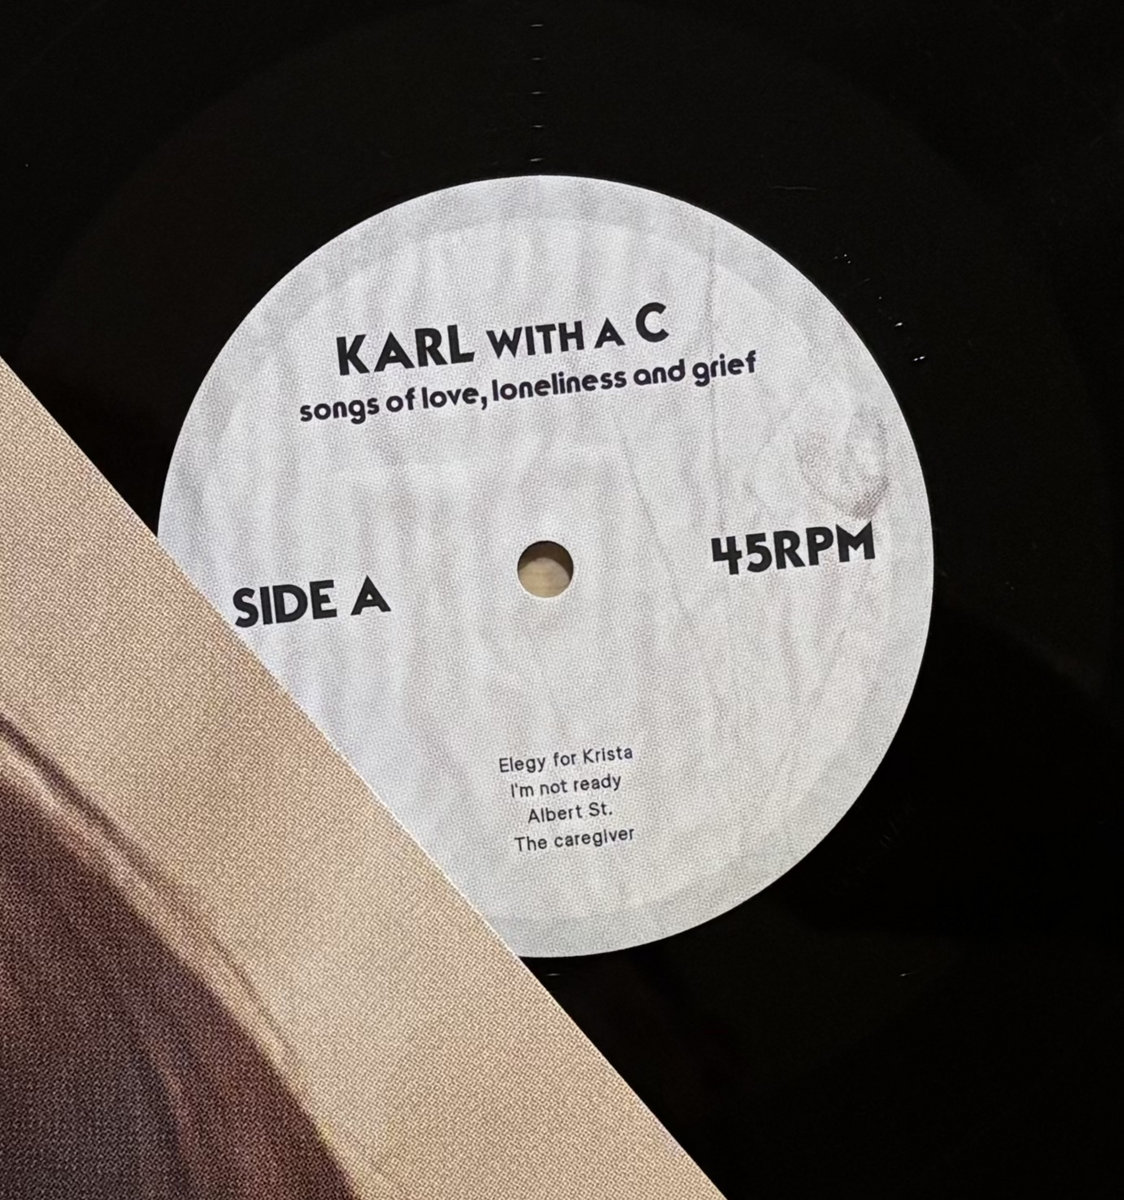 KARL WITH A C
songs of love, loneliness and grief
SIDE A
45RPM
Elegy for Krista
I'm not ready
Albert St.
The caregiver